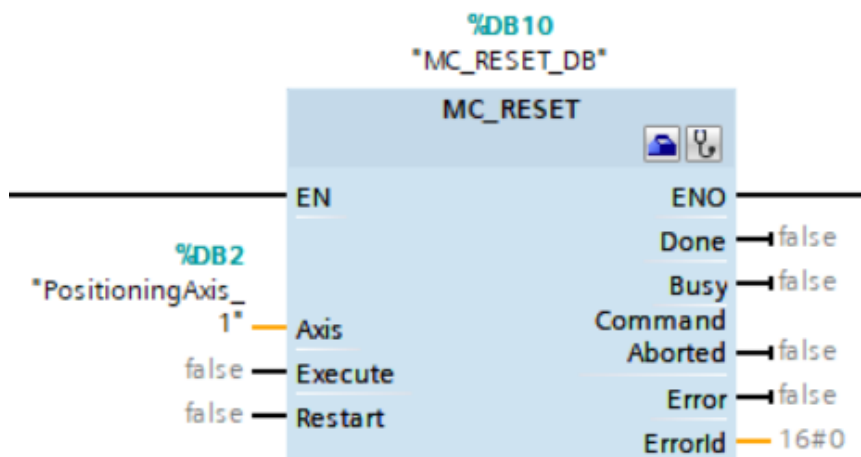 %DB10
"MC_RESET_DB"
MC_RESET
EN
ENO
Done
false
%DB2
Busy
false
"PositioningAxis_
1"
Axis
Command
Aborted
false
false
Execute
Error
false
false
Restart
ErrorId
16#0